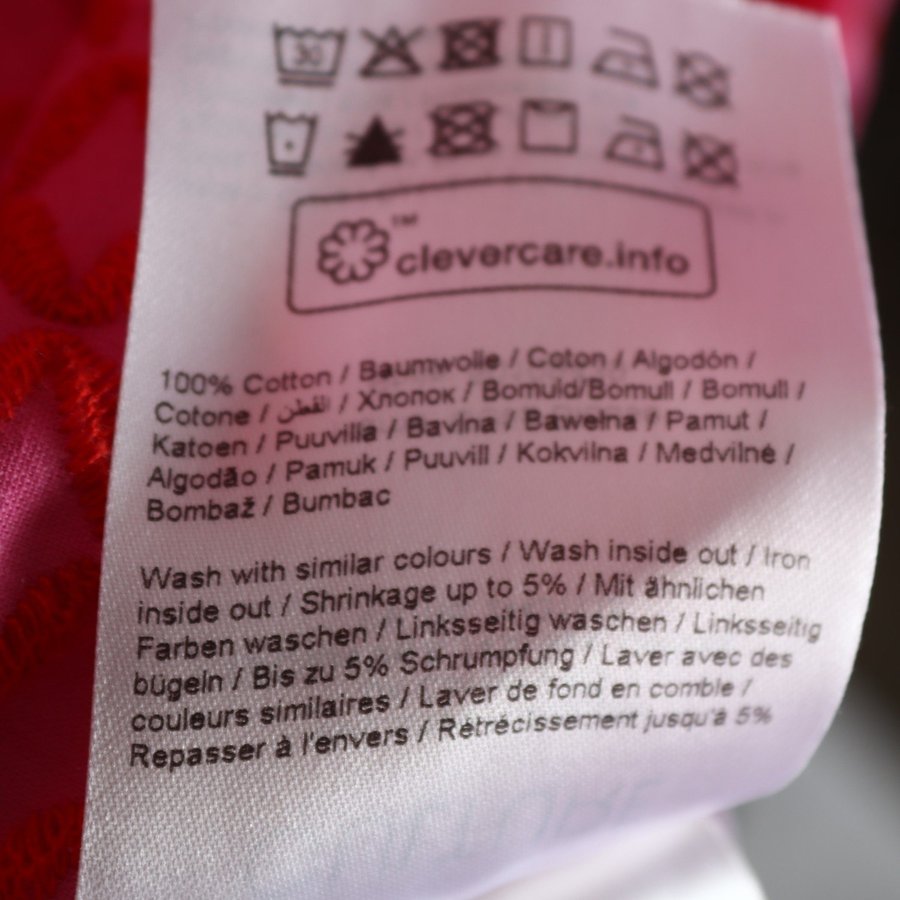 30
™
clevercare.info
100% Cotton / Baumwolle / Coton / Algodón /
Cotone / القطن / Хлопок / Bomuld/Bomull / Bomull /
Katoen / Puuvilla / Bavlna / Bawełna / Pamut /
Algodão / Pamuk / Puuvill / Kokvilna / Medvilnė /
Bombaž / Bumbac
Wash with similar colours / Wash inside out / Iron
inside out / Shrinkage up to 5% / Mit ähnlichen
Farben waschen / Linksseitig waschen / Linksseitig
bügeln / Bis zu 5% Schrumpfung / Laver avec des
couleurs similaires / Laver de fond en comble /
Repasser à l'envers / Rétrécissement jusqu'à 5%